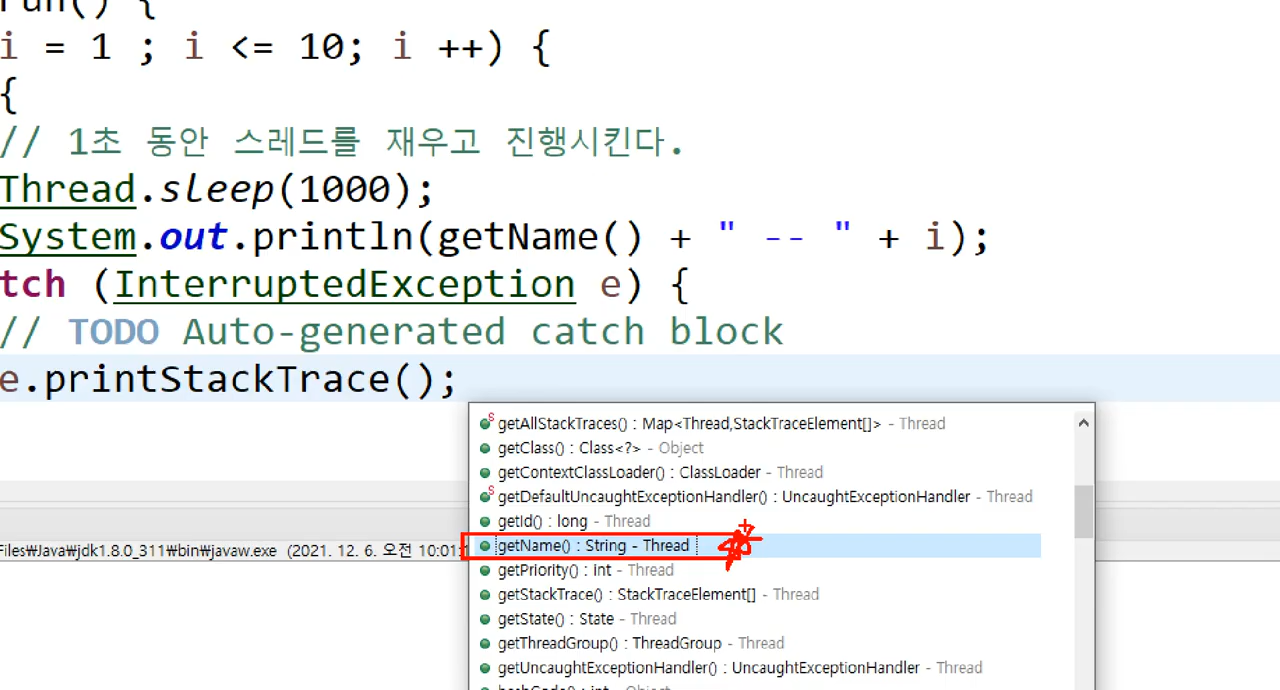 run() {
i = 1 ; i <= 10; i ++) {
{
// 1초 동안 스레드를 재우고 진행시킨다.
Thread.sleep(1000);
System.out.println(getName() + " -- " + i);
tch (InterruptedException e) {
// TODO Auto-generated catch block
e.printStackTrace();
getAllStackTraces() : Map<Thread,StackTraceElement[]> - Thread
getClass() : Class<?> - Object
getContextClassLoader() : ClassLoader - Thread
getDefaultUncaughtExceptionHandler() : UncaughtExceptionHandler - Thread
getId() : long - Thread
Files₩Java₩jdk1.8.0_311₩bin₩javaw.exe (2021. 12. 6. 오전 10:01:1
getName() : String - Thread
getPriority() : int - Thread
getStackTrace() : StackTraceElement[] - Thread
getState() : State - Thread
getThreadGroup() : ThreadGroup - Thread
getUncaughtExceptionHandler() : UncaughtExceptionHandler - Thread
hashCode() : int - Object